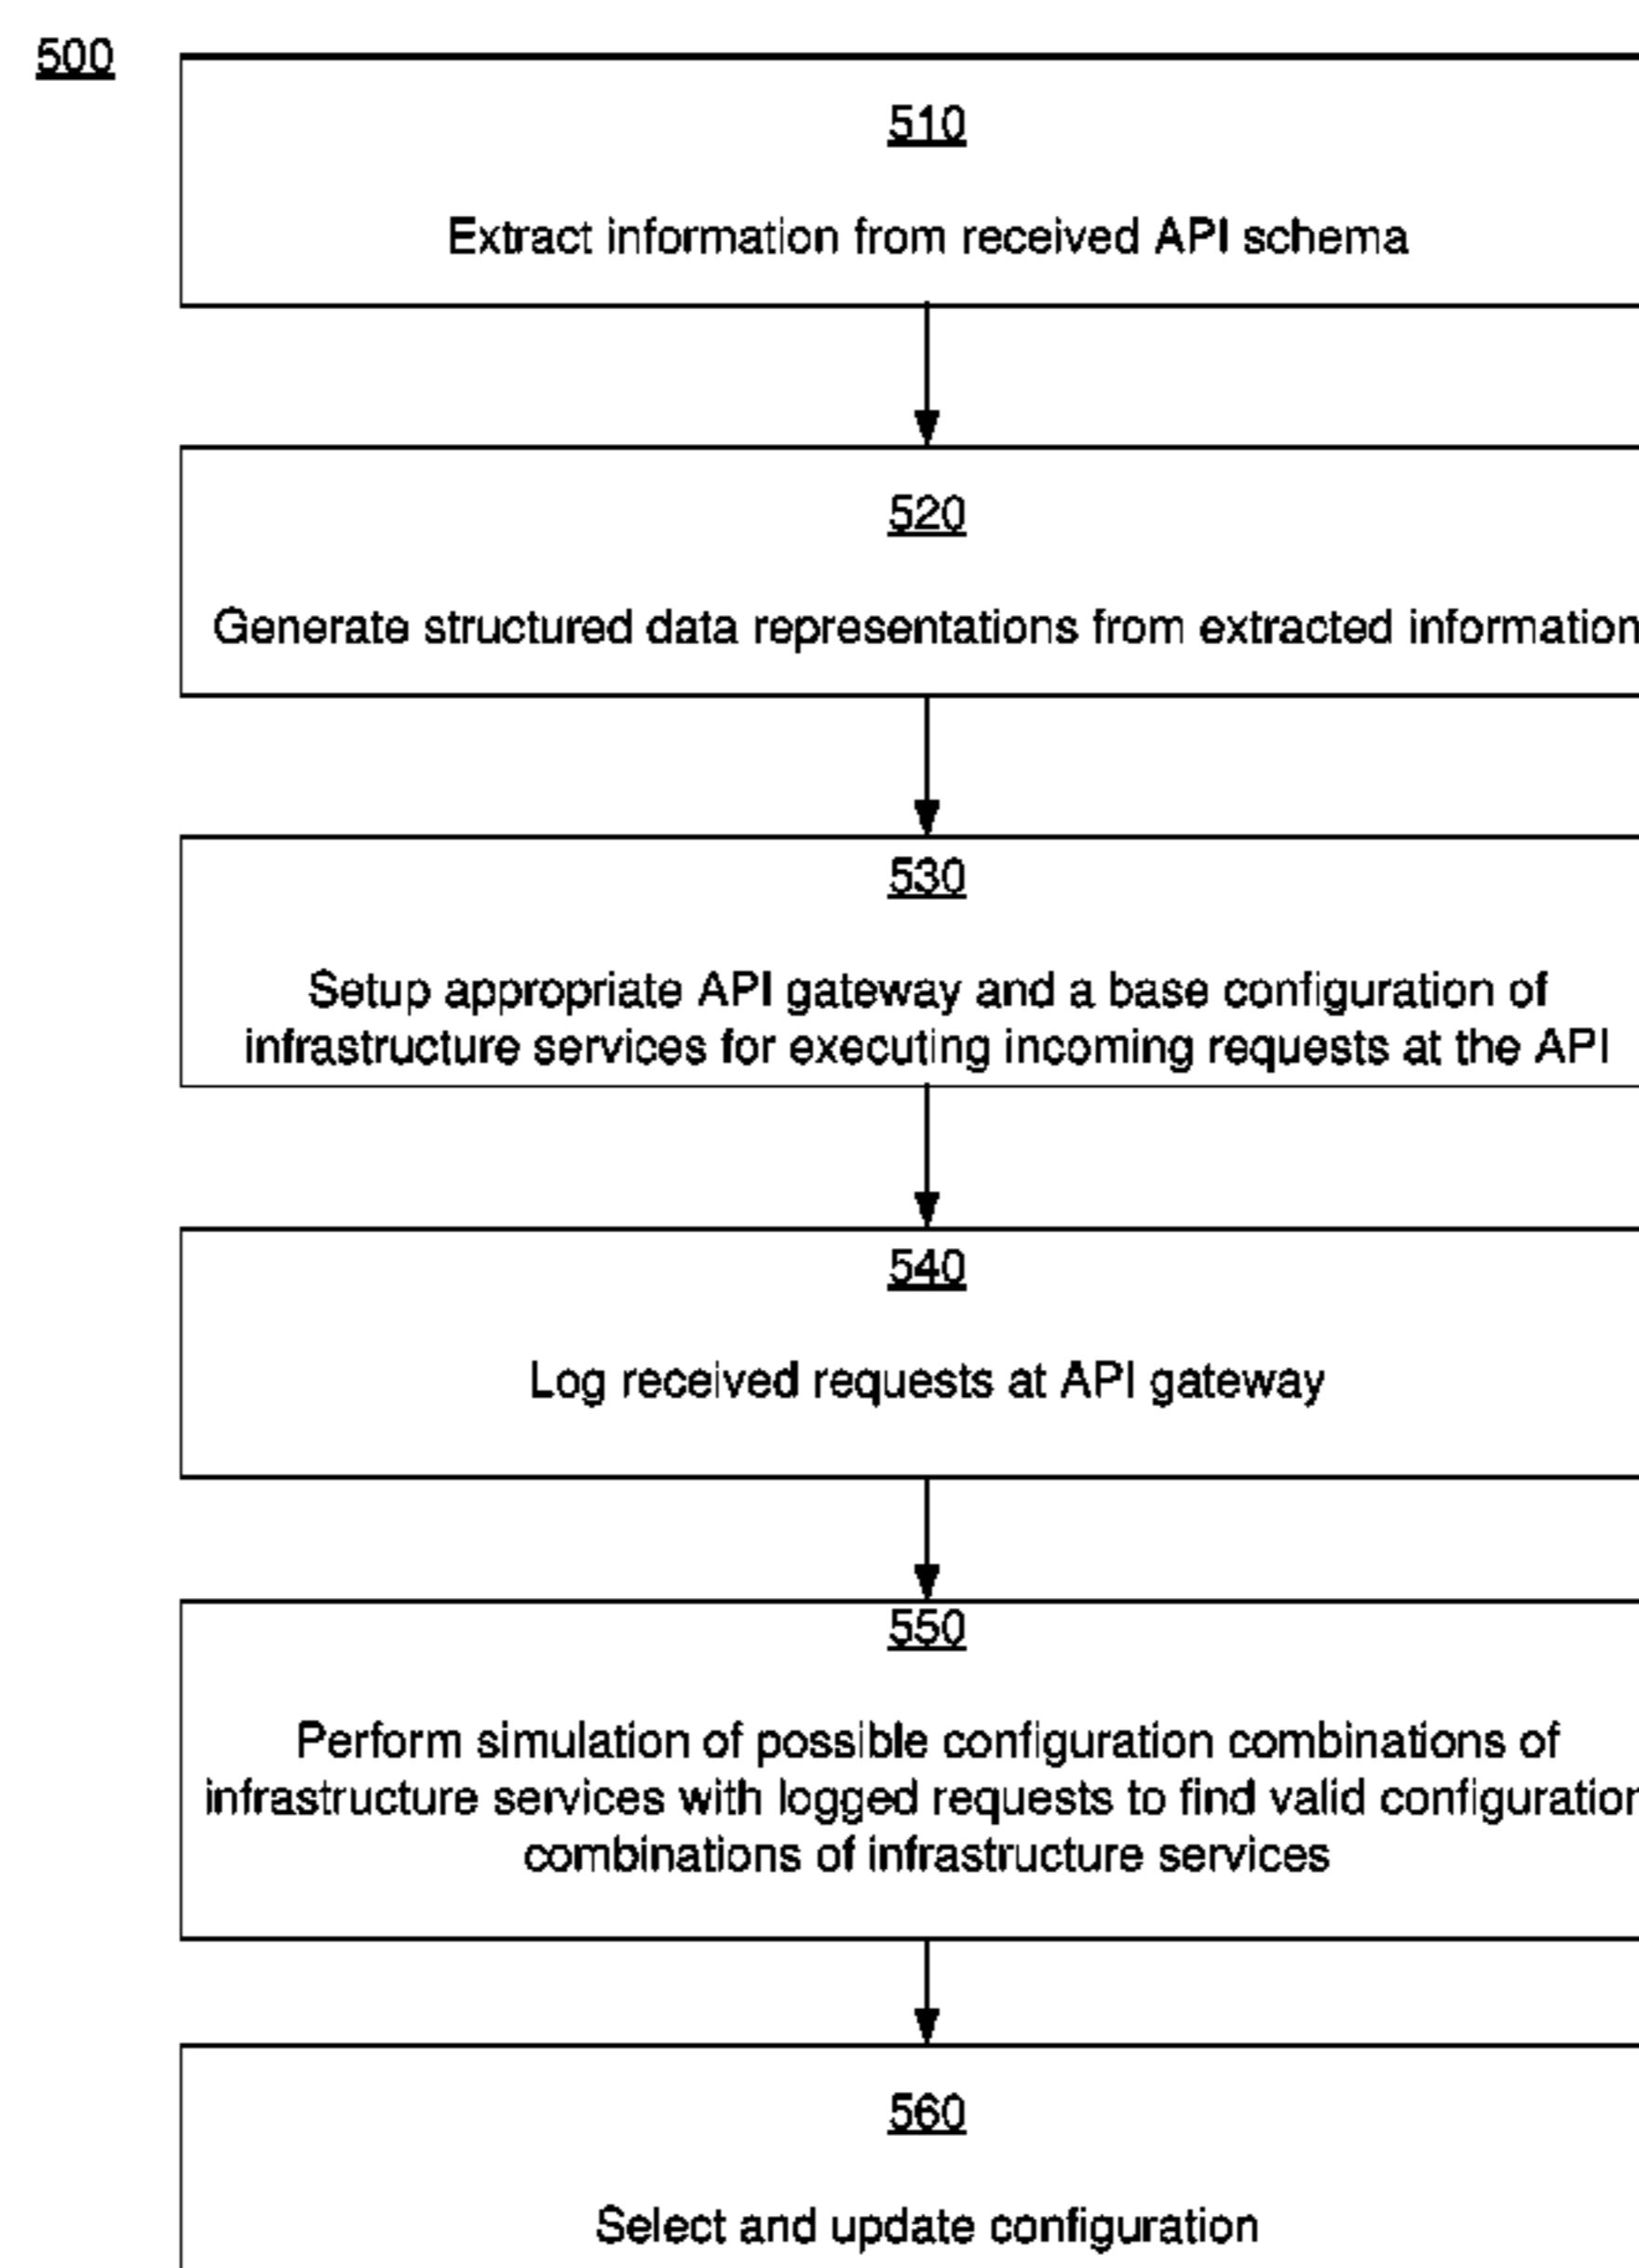 500
510
Extract information from received API schema
520
Generate structured data representations from extracted information
530
Setup appropriate API gateway and a base configuration of
infrastructure services for executing incoming requests at the API
540
Log received requests at API gateway
550
Perform simulation of possible configuration combinations of
infrastructure services with logged requests to find valid configuration
combinations of infrastructure services
560
Select and update configuration